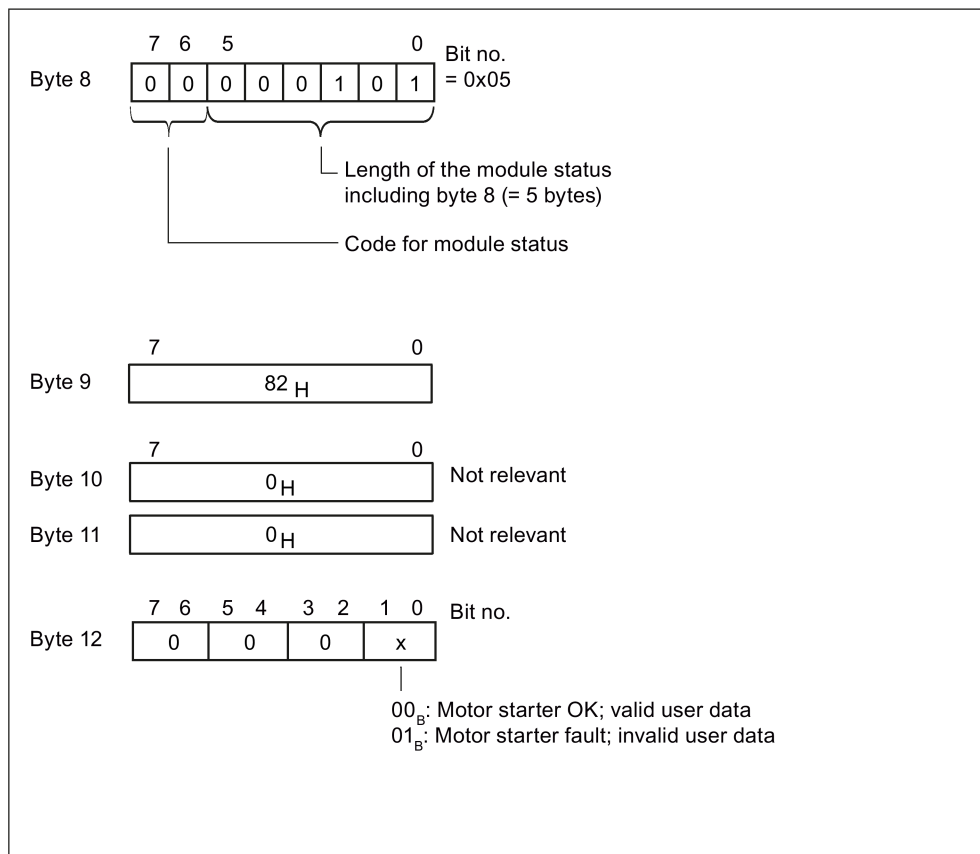 7 6 5 0 Bit no.
Byte 8 0 0 0 0 0 1 0 1 = 0x05
Length of the module status
including byte 8 (= 5 bytes)
Code for module status
7 0
Byte 9 82 H
7 0
Byte 10 0 H Not relevant
Byte 11 0 H Not relevant
7 6 5 4 3 2 1 0 Bit no.
Byte 12 0 0 0 x
00B: Motor starter OK; valid user data
01B: Motor starter fault; invalid user data